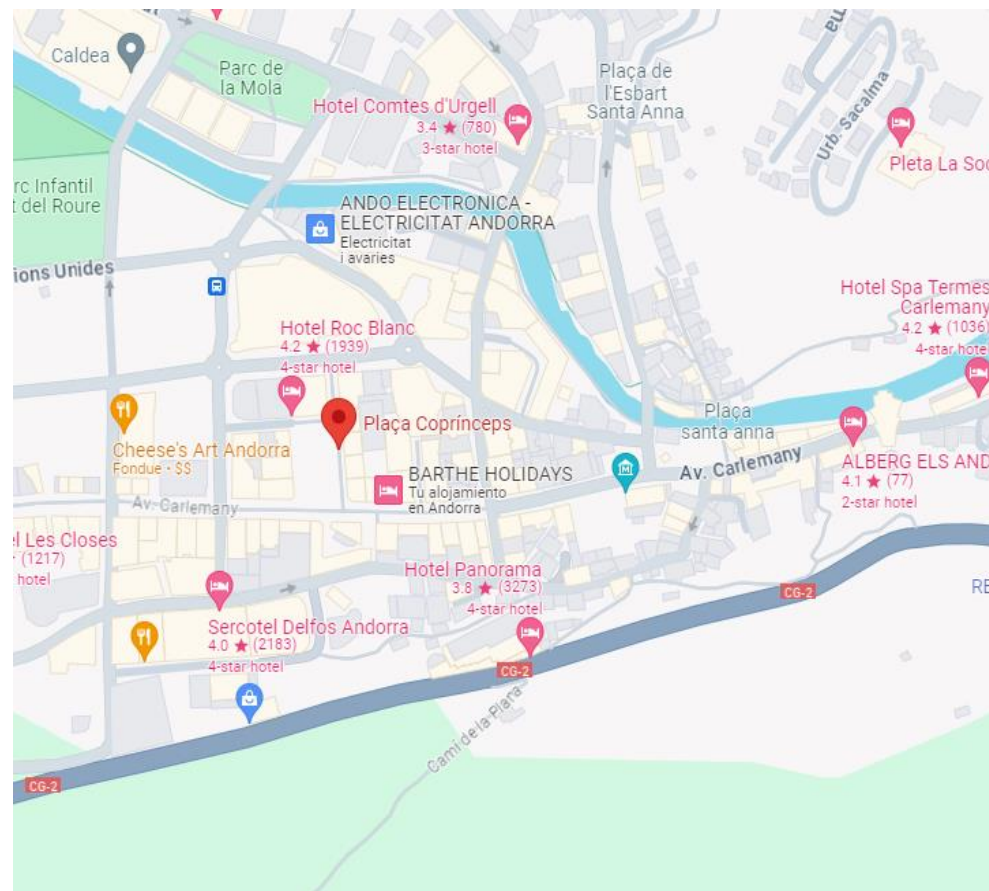 Caldea
Parc de
la Mola
Hotel Comtes d'Urgell
3.4 ★ (780)
3-star hotel
Plaça de
l'Esbart
Santa Anna
Urb. Sacalma
Pleta La Soc
rc Infantil
t del Roure
ANDO ELECTRONICA -
ELECTRICITAT ANDORRA
Electricitat
i avaries
ions Unides
Hotel Spa Termes
Carlemany
4.2 ★ (1036)
4-star hote
Hotel Roc Blanc
4.2 ★ (1939)
4-star hotel
Plaça Coprínceps
Plaça
santa anna
Cheese's Art Andorra
Fondue · $$
BARTHE HOLIDAYS
Tu alojamiento
en Andorra
Av. Carlemany
ALBERG ELS AND
4.1 ★ (77)
2-star hotel
Av. Carlemany
el Les Closes
(1217)
hotel
Hotel Panorama
3.8 ★ (3273)
4-star hotel
CG-2
RE
Sercotel Delfos Andorra
4.0 ★ (2183)
4-star hotel
CG-2
Camí de la Plana
CG-2